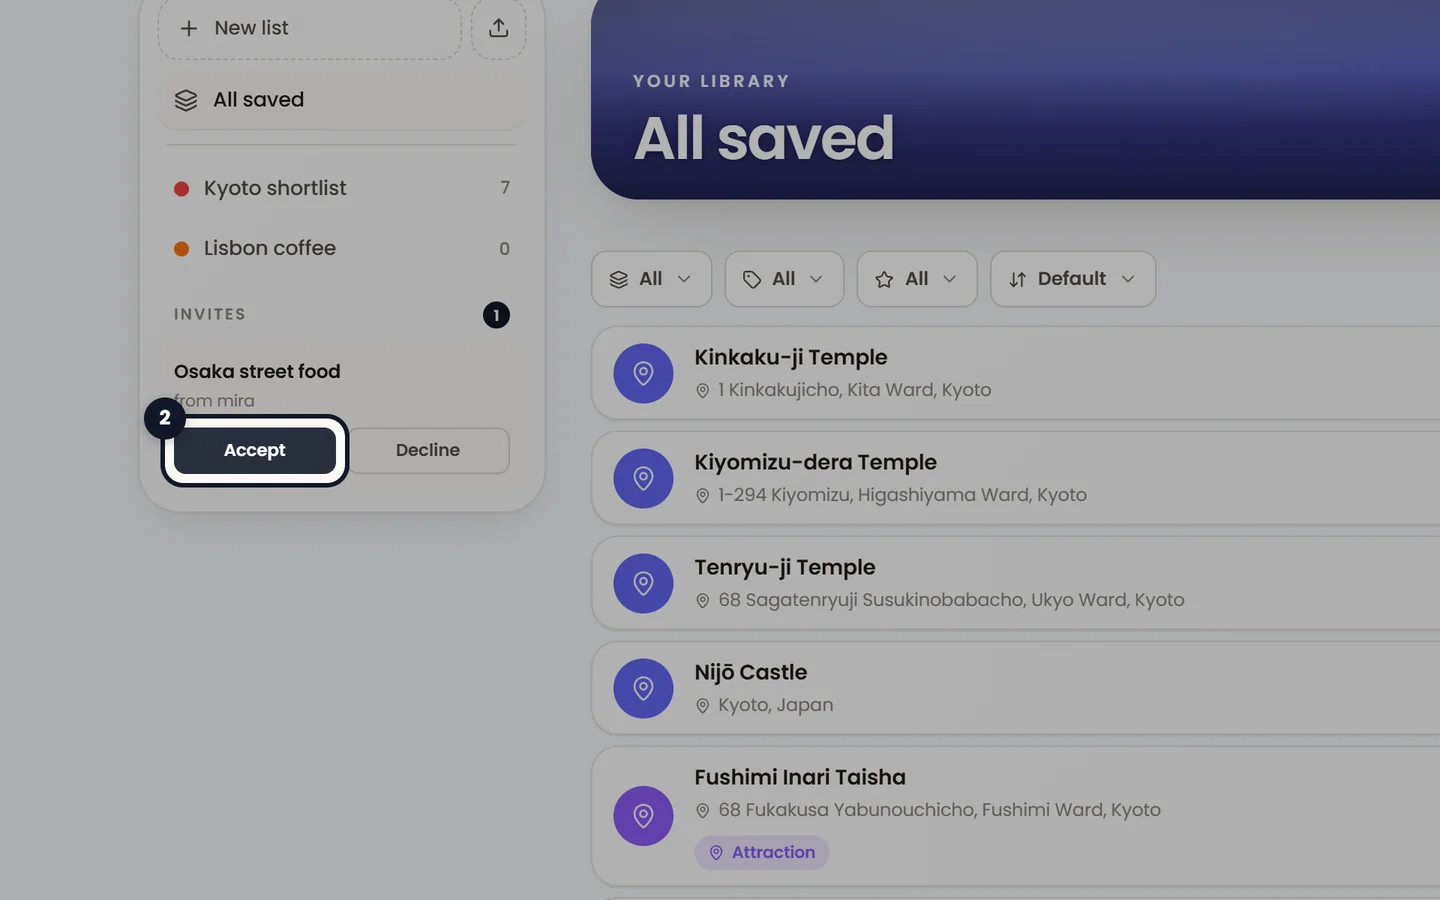 New list
All saved
Kyoto shortlist 7
Lisbon coffee 0
INVITES 1
Osaka street food
from mira
2
Accept Decline
YOUR LIBRARY
All saved
All All All Default
Kinkaku-ji Temple
1 Kinkakujicho, Kita Ward, Kyoto
Kiyomizu-dera Temple
1-294 Kiyomizu, Higashiyama Ward, Kyoto
Tenryu-ji Temple
68 Sagatenryuji Susukinobabacho, Ukyo Ward, Kyoto
Nijō Castle
Kyoto, Japan
Fushimi Inari Taisha
68 Fukakusa Yabunouchicho, Fushimi Ward, Kyoto
Attraction